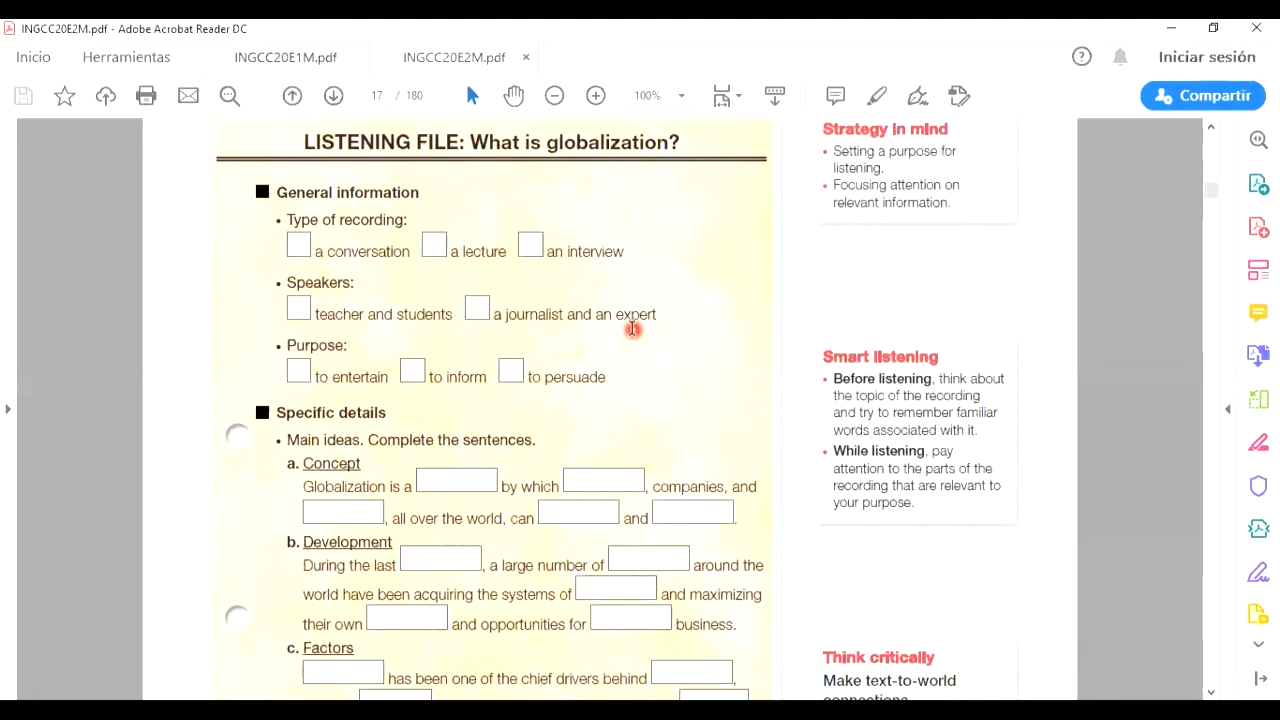 INGCC20E2M.pdf - Adobe Acrobat Reader DC
Inicio Herramientas INGCC20E1M.pdf INGCC20E2M.pdf × Iniciar sesión
17 / 180 100% Compartir
LISTENING FILE: What is globalization?
General information
• Type of recording:
a conversation a lecture an interview
• Speakers:
teacher and students a journalist and an expert
• Purpose:
to entertain to inform to persuade
Specific details
• Main ideas. Complete the sentences.
a. Concept
Globalization is a by which , companies, and
, all over the world, can and .
b. Development
During the last , a large number of around the
world have been acquiring the systems of and maximizing
their own and opportunities for business.
c. Factors
has been one of the chief drivers behind ,
Strategy in mind
• Setting a purpose for
listening.
• Focusing attention on
relevant information.
Smart listening
• Before listening, think about
the topic of the recording
and try to remember familiar
words associated with it.
• While listening, pay
attention to the parts of the
recording that are relevant to
your purpose.
Think critically
Make text-to-world
connections